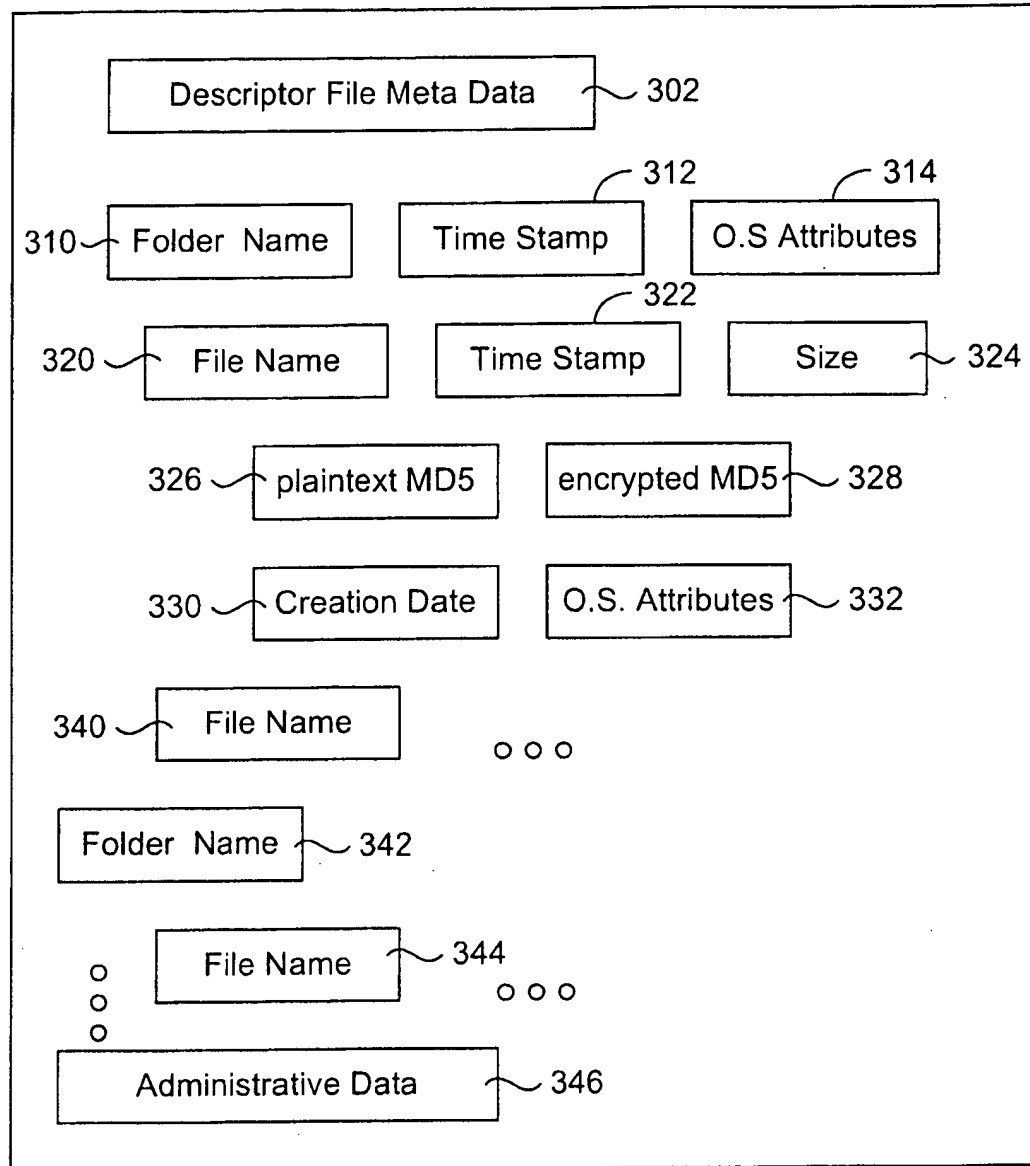 Descriptor File Meta Data 302
312 314
310 Folder Name Time Stamp O.S Attributes
322
320 File Name Time Stamp Size 324
326 plaintext MD5 encrypted MD5 328
330 Creation Date O.S. Attributes 332
340 File Name
Folder Name 342
File Name 344
Administrative Data 346